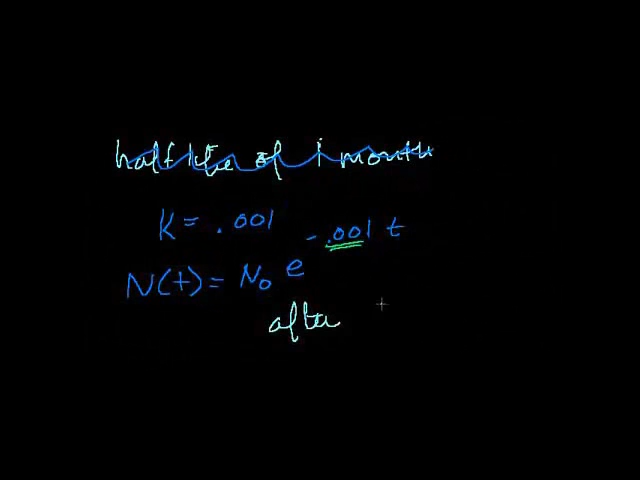 half life of 1 month
K = .001
N(t) = N₀ e^{-.001 t}
after